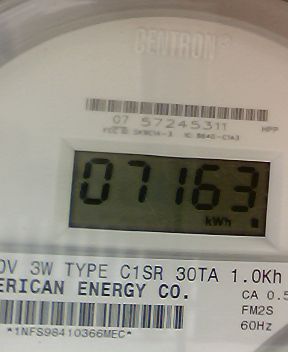 CENTRON®
07 57245311
HPP
07163
kWh
0V 3W TYPE C1SR 30TA 1.0Kh
ERICAN ENERGY CO.
CA 0.5
FM2S
60Hz
*1NFS98410366MEC*